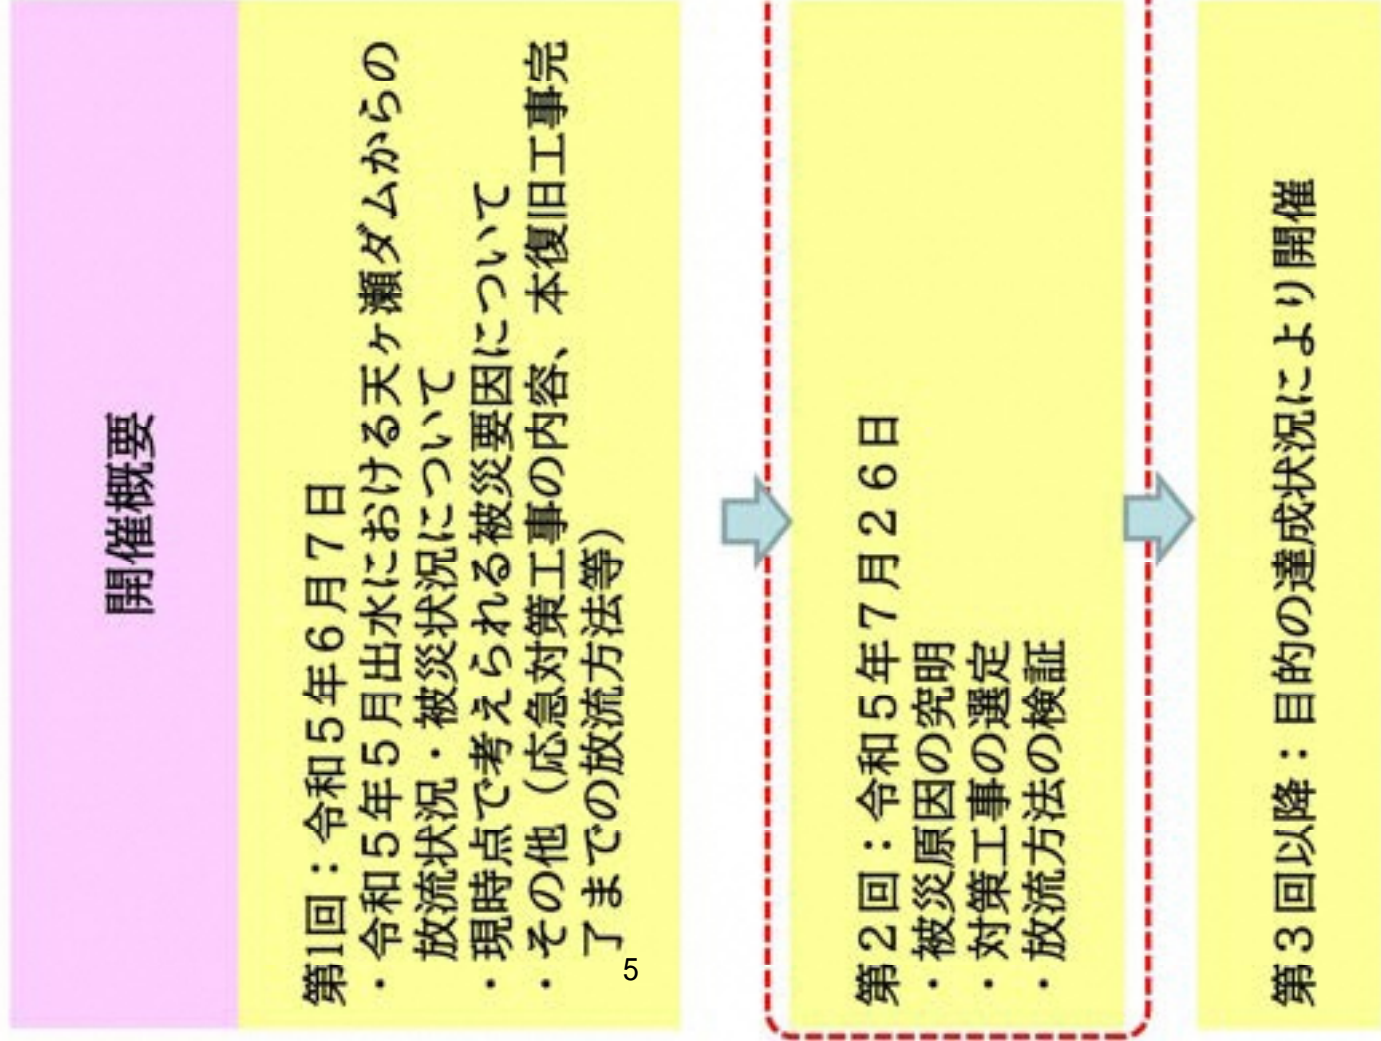 開催概要
第1回：令和５年６月７日
・令和５年５月出水における天ヶ瀬ダムからの
放流状況・被災状況について
・現時点で考えられる被災要因について
・その他（応急対策工事の内容、本復旧工事完
了までの放流方法等）
5
第２回：令和５年７月２６日
・被災原因の究明
・対策工事の選定
・放流方法の検証
第３回以降：目的の達成状況により開催